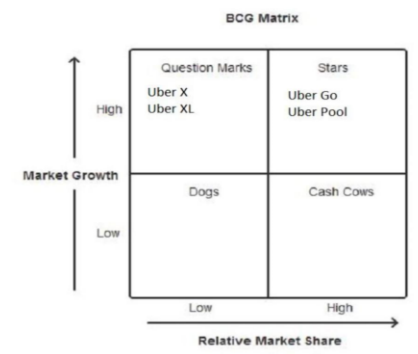 BCG Matrix
Question Marks
Uber X
Uber XL
Stars
Uber Go
Uber Pool
High
Market Growth
Dogs
Cash Cows
Low
Low
High
Relative Market Share